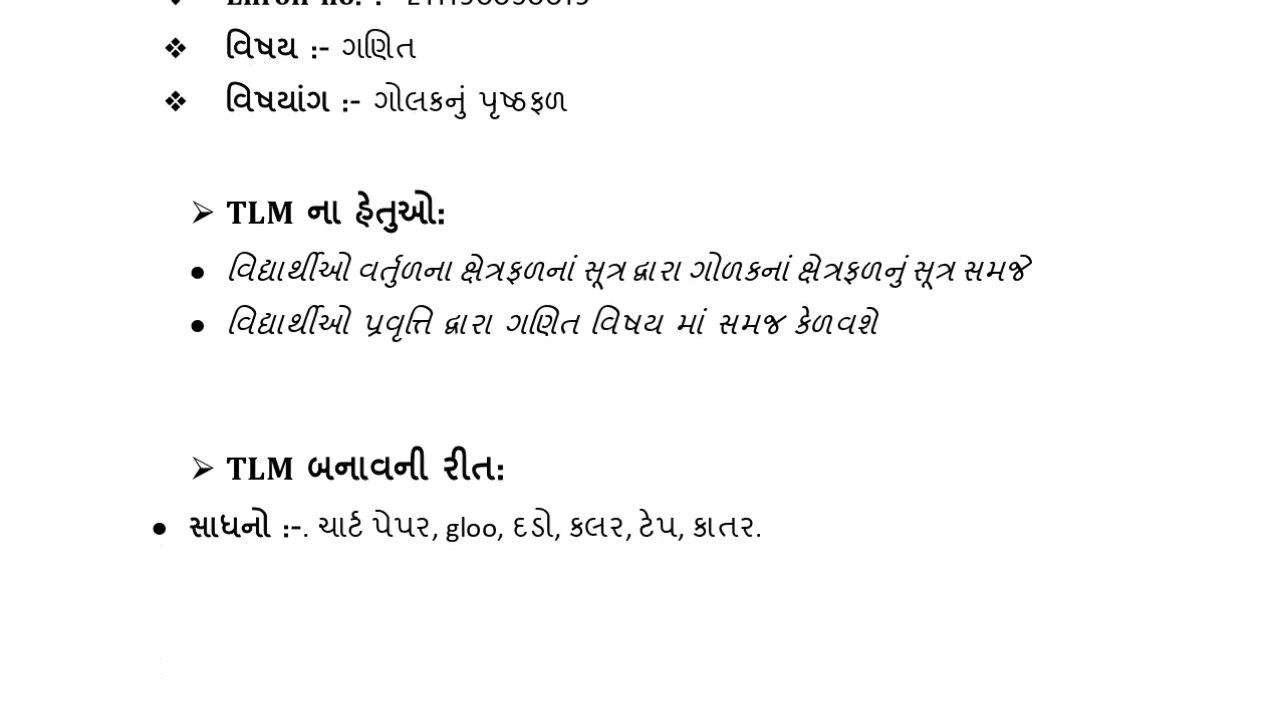 ❖ વિષય :- ગણિત
❖ વિષયાંગ :- ગોલકનું પૃષ્ઠફળ
➢ TLM ના હેતુઓ:
● વિદ્યાર્થીઓ વર્તુળના ક્ષેત્રફળનાં સૂત્ર દ્વારા ગોળકનાં ક્ષેત્રફળનું સૂત્ર સમજે
● વિદ્યાર્થીઓ પ્રવૃત્તિ દ્વારા ગણિત વિષય માં સમજ કેળવશે
➢ TLM બનાવની રીત:
● સાધનો :-. ચાર્ટ પેપર, gloo, દડો, કલર, ટેપ, કાતર.